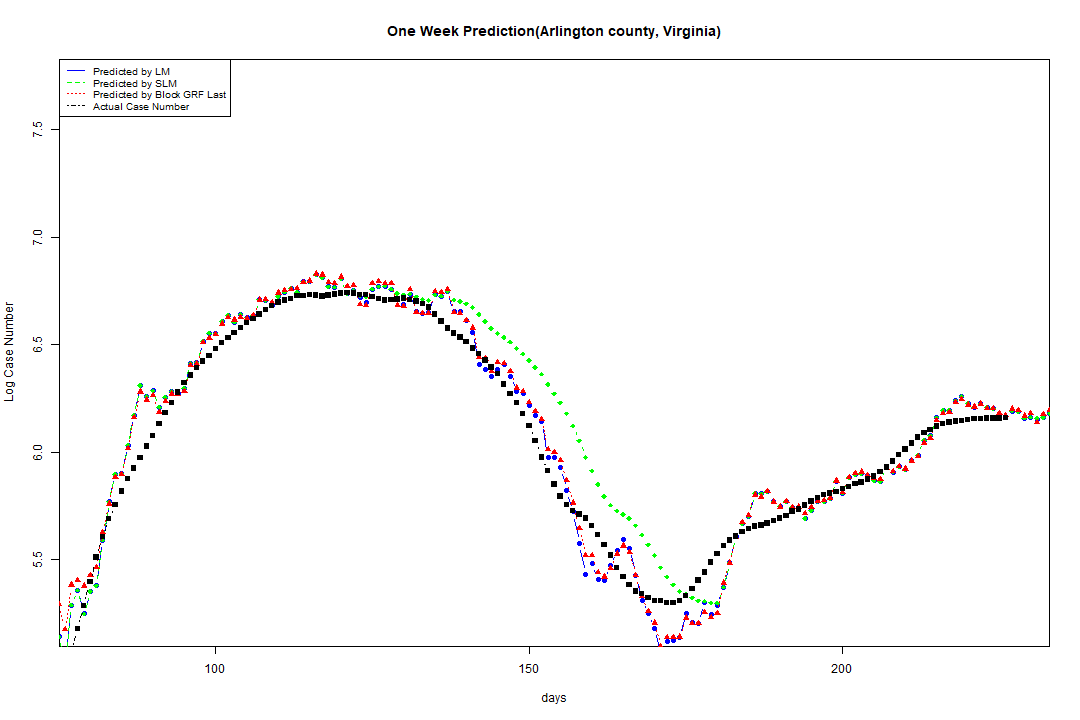 One Week Prediction(Arlington county, Virginia)
Predicted by LM
Predicted by SLM
Predicted by Block GRF Last
Actual Case Number
7.5
7.0
6.5
6.0
5.5
Log Case Number
100
150
200
days